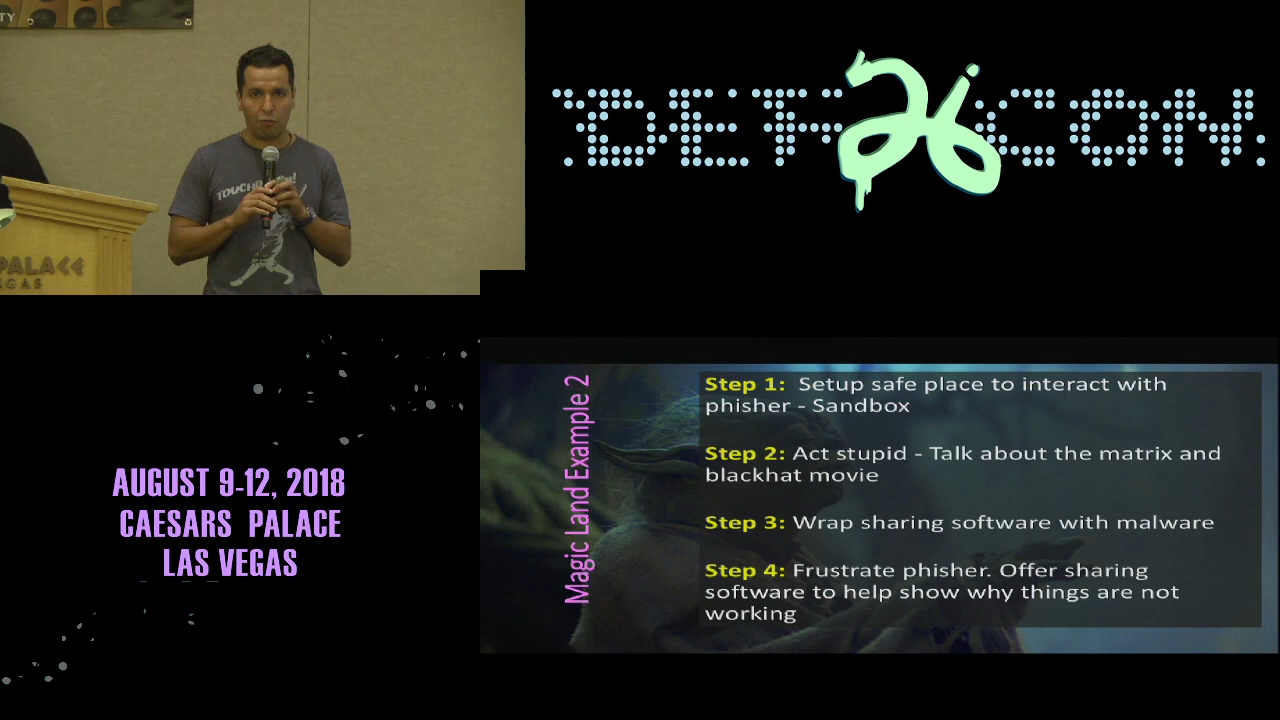 TY
PALACE
GAS
DEF 26 CON
AUGUST 9-12, 2018
CAESARS PALACE
LAS VEGAS
Magic Land Example 2
Step 1: Setup safe place to interact with
phisher - Sandbox
Step 2: Act stupid - Talk about the matrix and
blackhat movie
Step 3: Wrap sharing software with malware
Step 4: Frustrate phisher. Offer sharing
software to help show why things are not
working